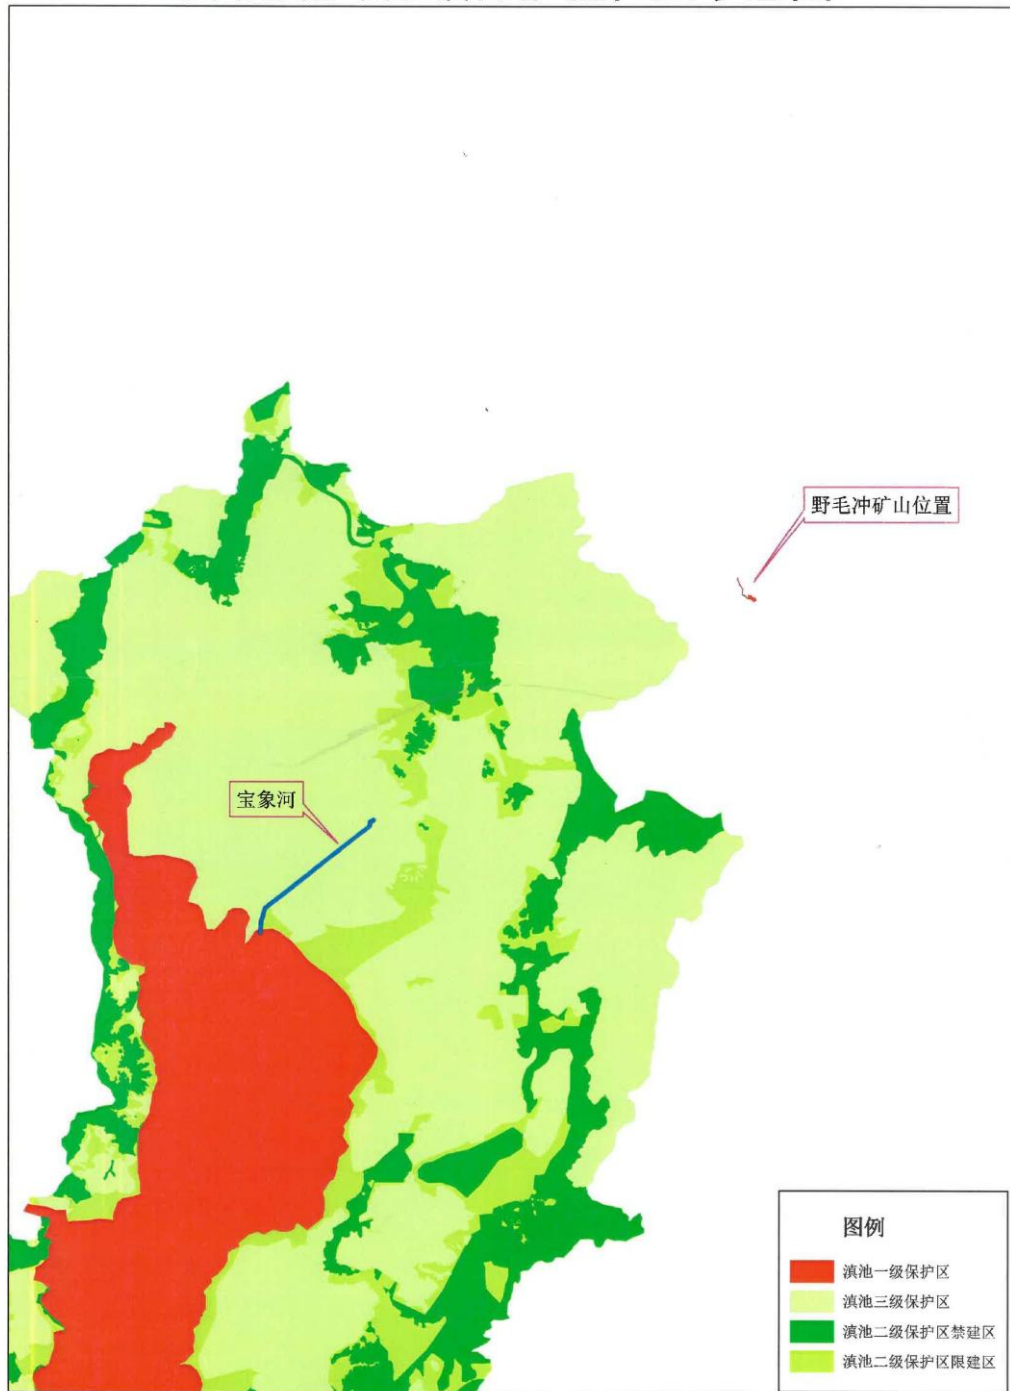 野毛冲矿山位置
宝象河
图例
滇池一级保护区
滇池三级保护区
滇池二级保护区禁建区
滇池二级保护区限建区